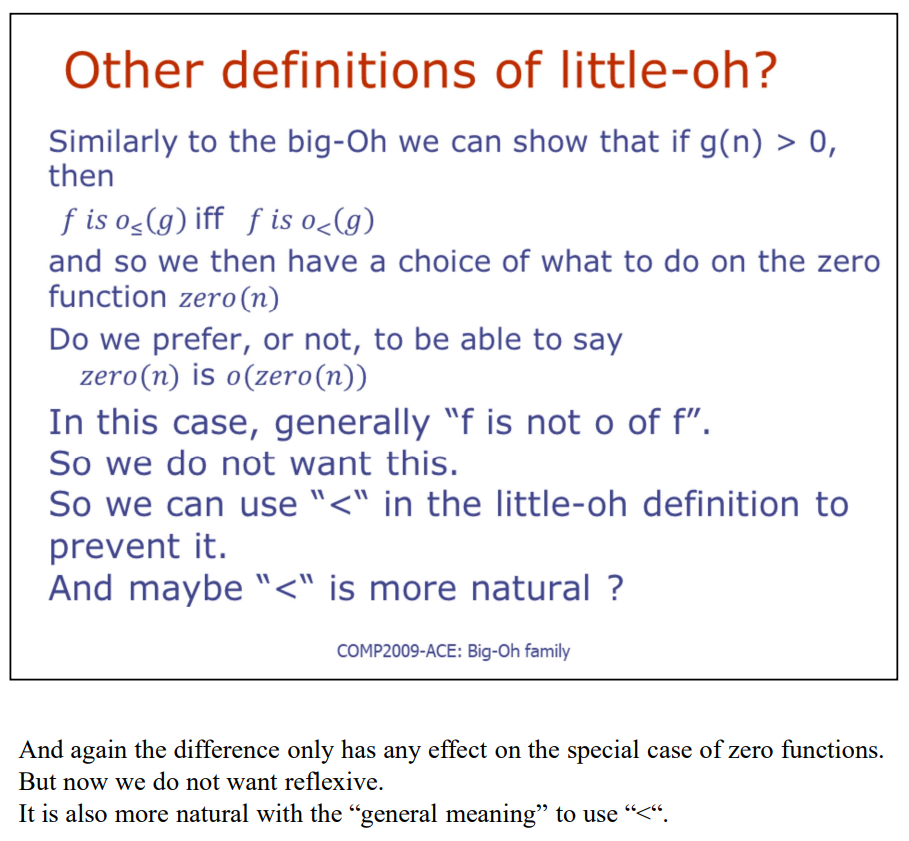 Other definitions of little-oh?
Similarly to the big-Oh we can show that if g(n) > 0,
then
f is o≤(g) iff f is o<(g)
and so we then have a choice of what to do on the zero
function zero(n)
Do we prefer, or not, to be able to say
zero(n) is o(zero(n))
In this case, generally “f is not o of f”.
So we do not want this.
So we can use “<“ in the little-oh definition to
prevent it.
And maybe “<“ is more natural ?
COMP2009-ACE: Big-Oh family
And again the difference only has any effect on the special case of zero functions.
But now we do not want reflexive.
It is also more natural with the “general meaning” to use “<“.